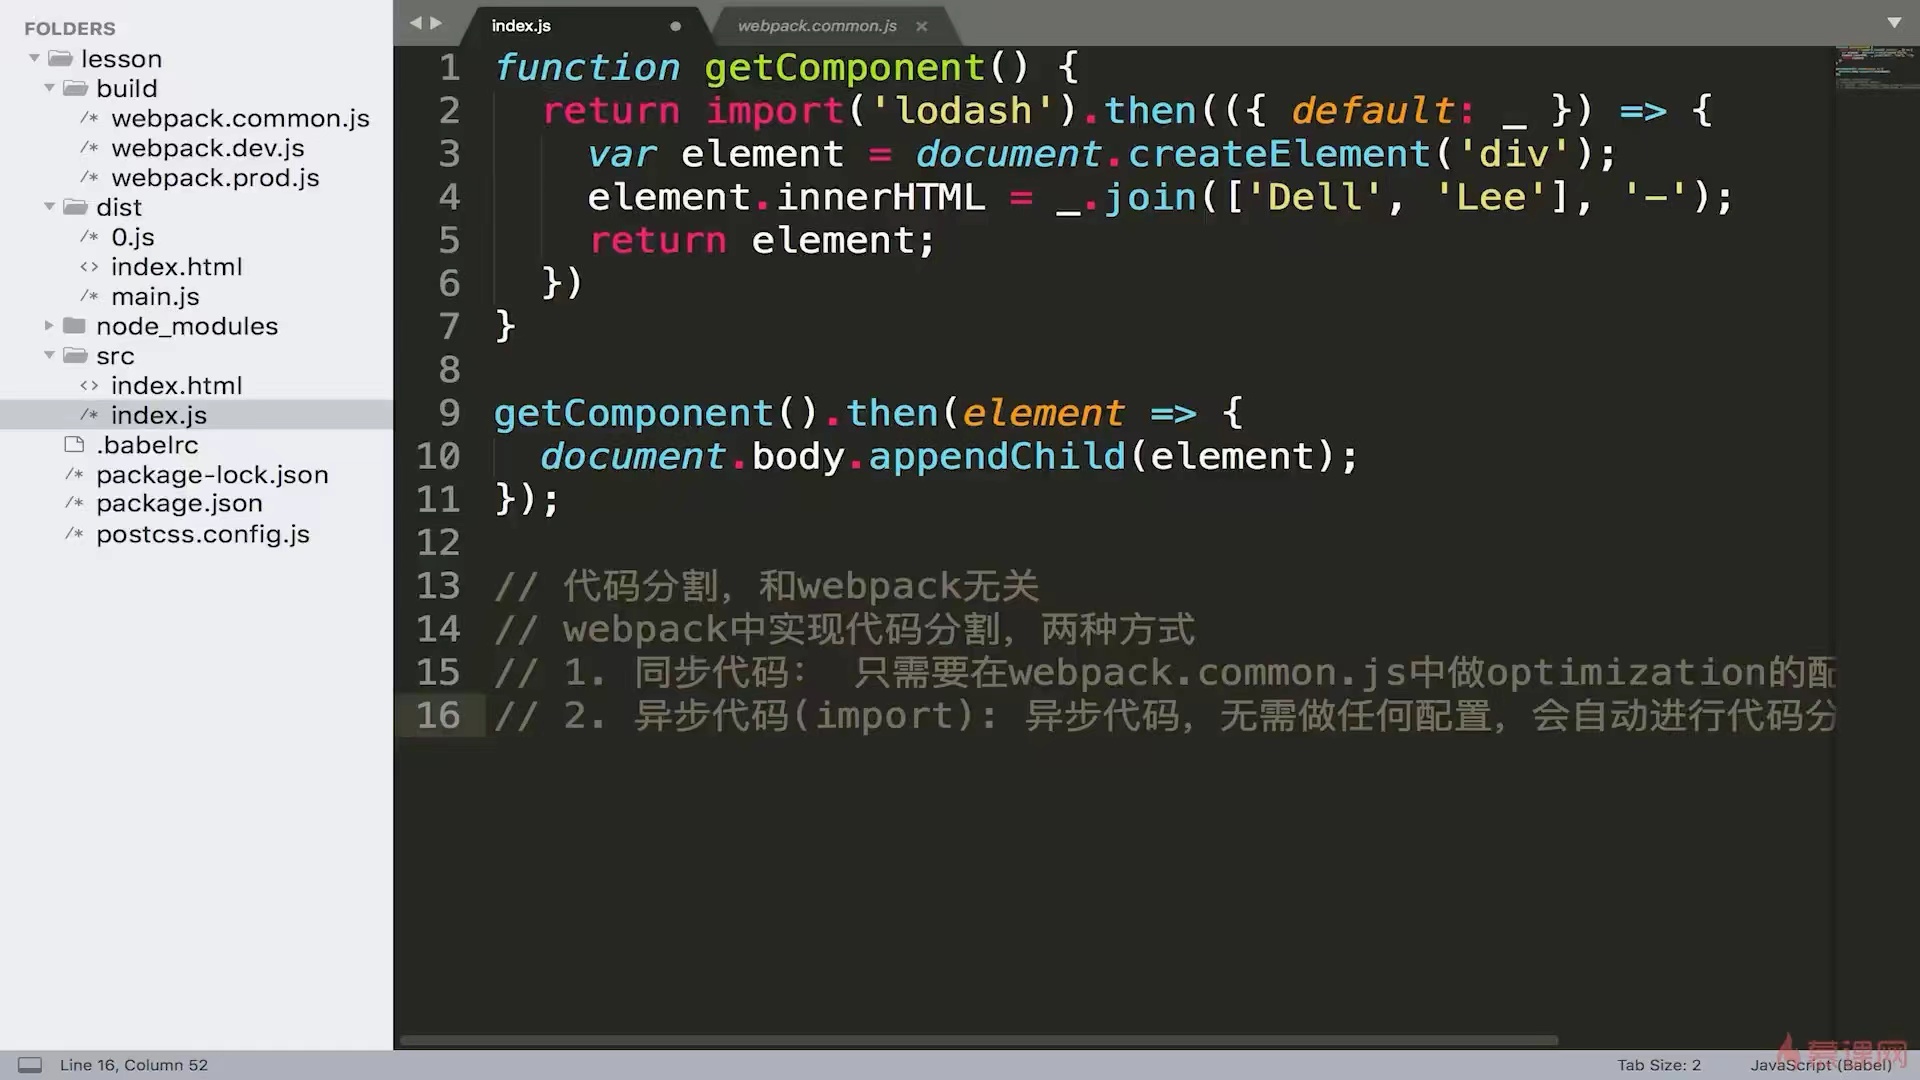 FOLDERS
lesson
build
webpack.common.js
webpack.dev.js
webpack.prod.js
dist
0.js
index.html
main.js
node_modules
src
index.html
index.js
.babelrc
package-lock.json
package.json
postcss.config.js
index.js
webpack.common.js
1 function getComponent() {
2 return import('lodash').then(({ default: _ }) => {
3 var element = document.createElement('div');
4 element.innerHTML = _.join(['Dell', 'Lee'], '-');
5 return element;
6 })
7 }
8
9 getComponent().then(element => {
10 document.body.appendChild(element);
11 });
12
13 // 代码分割，和webpack无关
14 // webpack中实现代码分割，两种方式
15 // 1. 同步代码： 只需要在webpack.common.js中做optimization的配
16 // 2. 异步代码(import): 异步代码，无需做任何配置，会自动进行代码分
Line 16, Column 52
Tab Size: 2
JavaScript (Babel)
慕课网